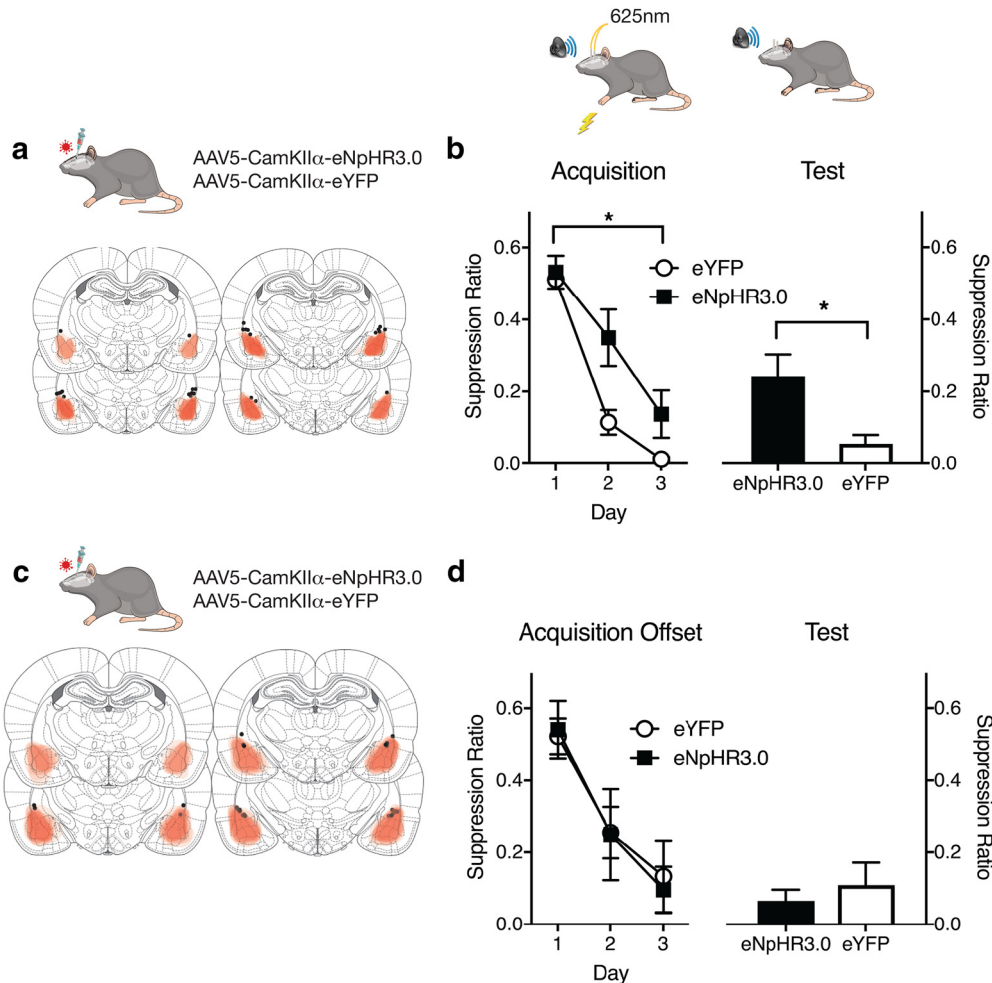 625nm
a
AAV5-CamKIIα-eNpHR3.0
AAV5-CamKIIα-eYFP
b
Acquisition
Test
Suppression Ratio
0.6
0.4
0.2
0.0
*
eYFP
eNpHR3.0
1 2 3
Day
*
eNpHR3.0 eYFP
0.6
0.4
0.2
0.0
Suppression Ratio
c
AAV5-CamKIIα-eNpHR3.0
AAV5-CamKIIα-eYFP
d
Acquisition Offset
Test
Suppression Ratio
0.6
0.4
0.2
0.0
eYFP
eNpHR3.0
1 2 3
Day
eNpHR3.0 eYFP
0.6
0.4
0.2
0.0
Suppression Ratio